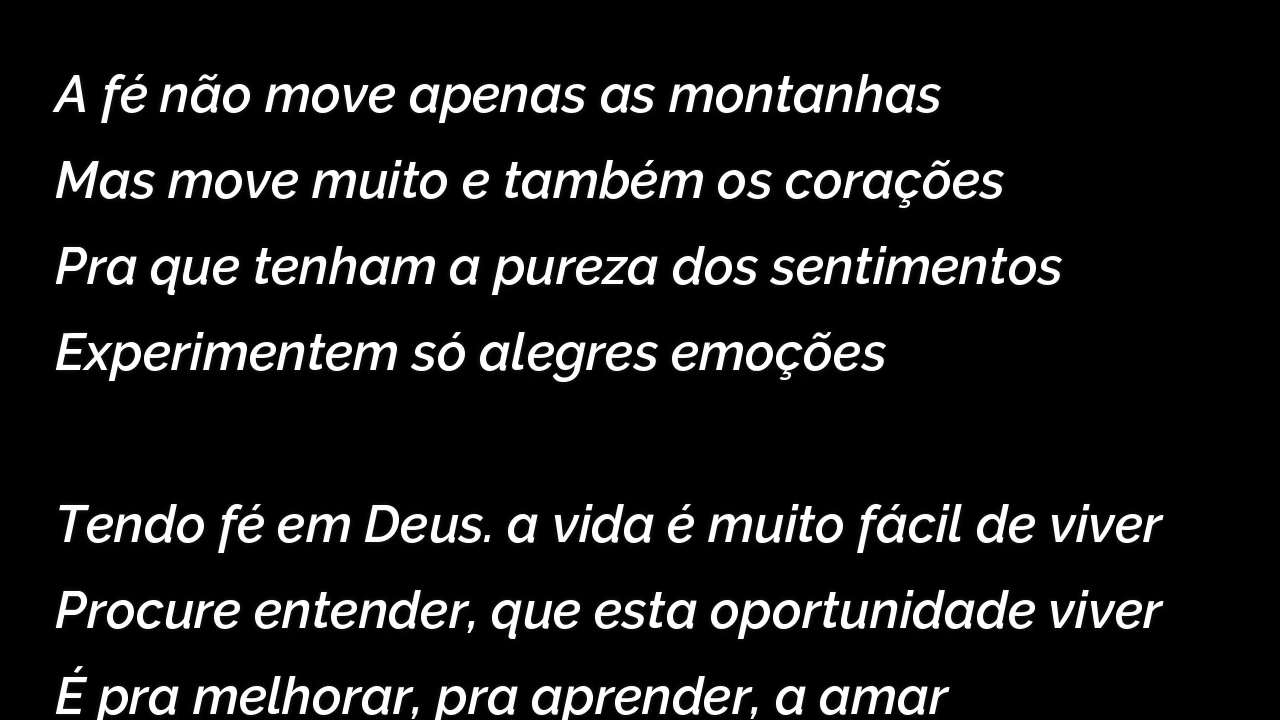 A fé não move apenas as montanhas
Mas move muito e também os corações
Pra que tenham a pureza dos sentimentos
Experimentem só alegres emoções
Tendo fé em Deus. a vida é muito fácil de viver
Procure entender, que esta oportunidade viver
É pra melhorar, pra aprender, a amar